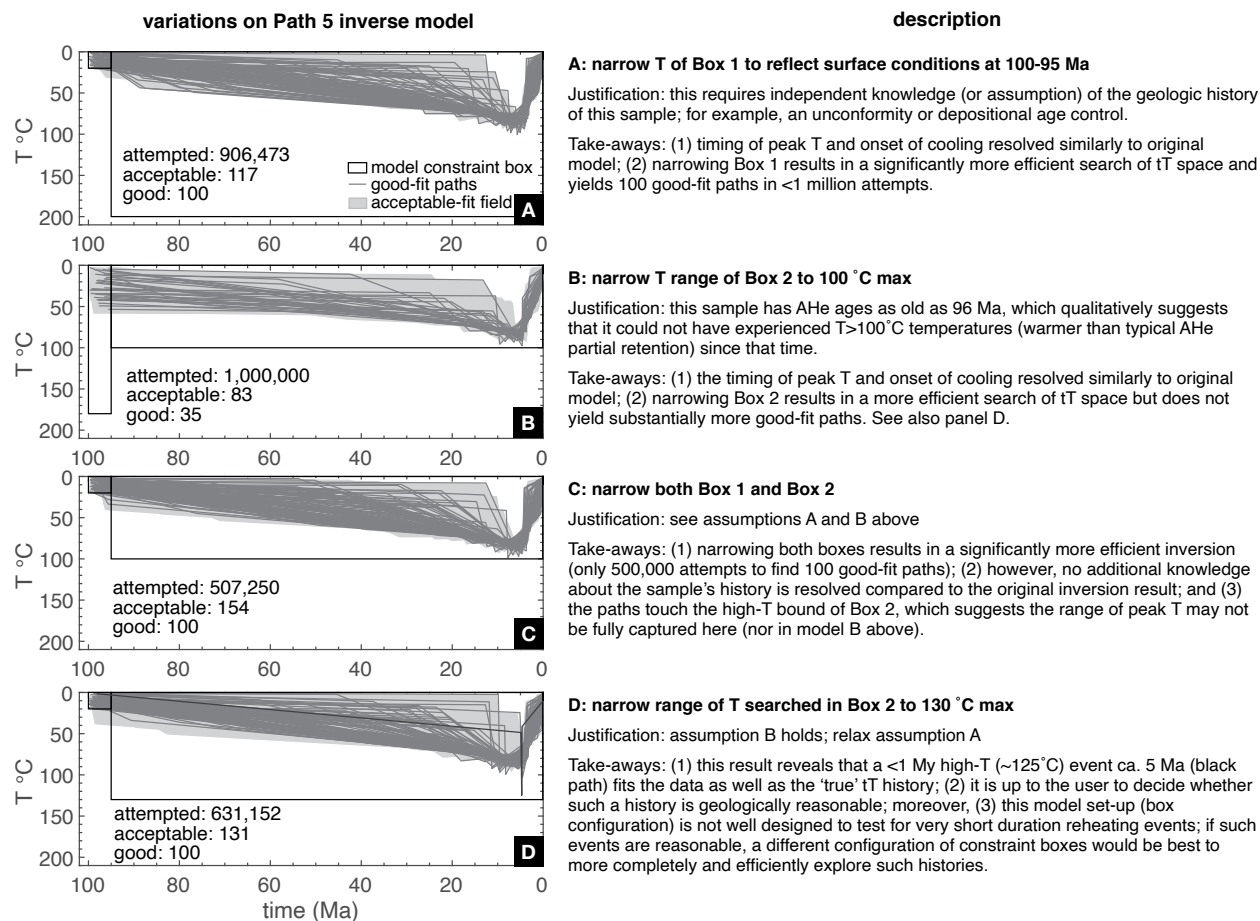 variations on Path 5 inverse model
description
0
50
100
150
200
T °C
attempted: 906,473
acceptable: 117
good: 100
model constraint box
good-fit paths
acceptable-fit field
A
100
80
60
40
20
0
A: narrow T of Box 1 to reflect surface conditions at 100-95 Ma
Justification: this requires independent knowledge (or assumption) of the geologic history
of this sample; for example, an unconformity or depositional age control.
Take-aways: (1) timing of peak T and onset of cooling resolved similarly to original
model; (2) narrowing Box 1 results in a significantly more efficient search of tT space and
yields 100 good-fit paths in <1 million attempts.
0
50
100
150
200
T °C
attempted: 1,000,000
acceptable: 83
good: 35
B
100
80
60
40
20
0
B: narrow T range of Box 2 to 100 ˚C max
Justification: this sample has AHe ages as old as 96 Ma, which qualitatively suggests
that it could not have experienced T>100˚C temperatures (warmer than typical AHe
partial retention) since that time.
Take-aways: (1) the timing of peak T and onset of cooling resolved similarly to original
model; (2) narrowing Box 2 results in a more efficient search of tT space but does not
yield substantially more good-fit paths. See also panel D.
0
50
100
150
200
T °C
attempted: 507,250
acceptable: 154
good: 100
C
100
80
60
40
20
0
C: narrow both Box 1 and Box 2
Justification: see assumptions A and B above
Take-aways: (1) narrowing both boxes results in a significantly more efficient inversion
(only 500,000 attempts to find 100 good-fit paths); (2) however, no additional knowledge
about the sample's history is resolved compared to the original inversion result; and (3)
the paths touch the high-T bound of Box 2, which suggests the range of peak T may not
be fully captured here (nor in model B above).
0
50
100
150
200
T °C
attempted: 631,152
acceptable: 131
good: 100
D
100
80
60
40
20
0
time (Ma)
D: narrow range of T searched in Box 2 to 130 ˚C max
Justification: assumption B holds; relax assumption A
Take-aways: (1) this result reveals that a <1 My high-T (~125˚C) event ca. 5 Ma (black
path) fits the data as well as the 'true' tT history; (2) it is up to the user to decide whether
such a history is geologically reasonable; moreover, (3) this model set-up (box
configuration) is not well designed to test for very short duration reheating events; if such
events are reasonable, a different configuration of constraint boxes would be best to
more completely and efficiently explore such histories.